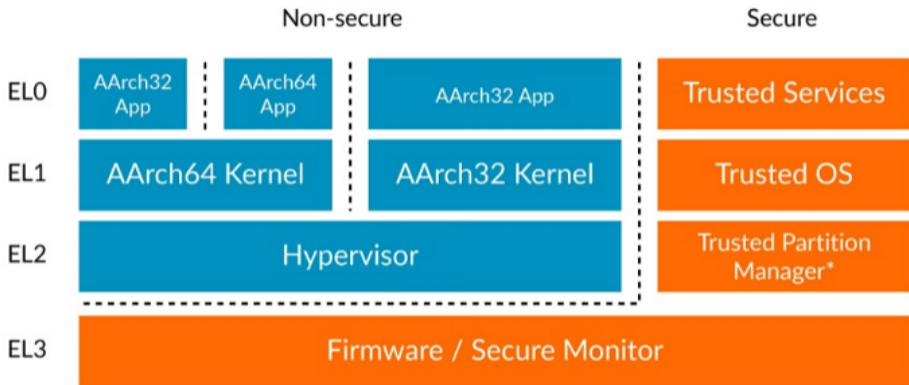 Non-secure
Secure
EL0
AArch32
App
AArch64
App
AArch32 App
Trusted Services
EL1
AArch64 Kernel
AArch32 Kernel
Trusted OS
EL2
Hypervisor
Trusted Partition
Manager*
EL3
Firmware / Secure Monitor